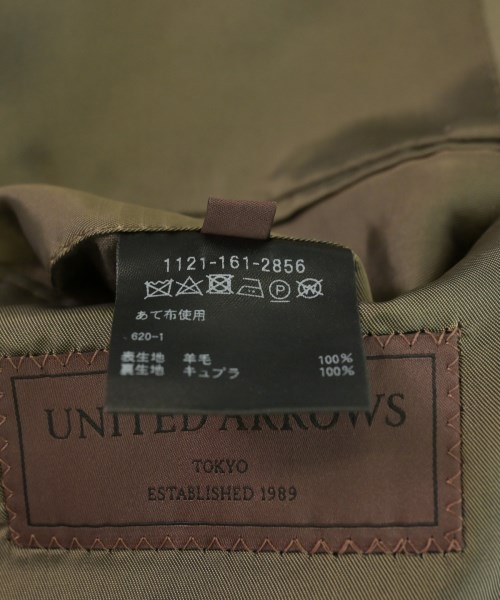 1121-161-2856
あて布使用
620-1
表生地 羊毛 100%
裏生地 キュプラ 100%
UNITED ARROWS
TOKYO
ESTABLISHED 1989